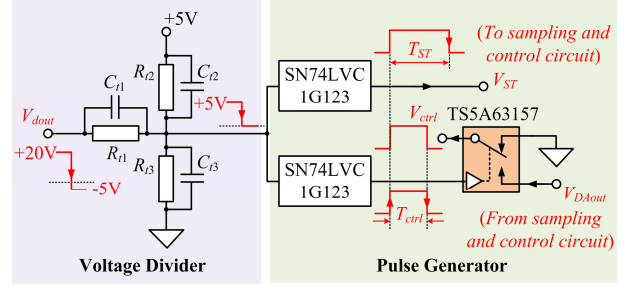 +5V
(To sampling and
control circuit)
T_ST
R_t2
C_t2
SN74LVC
1G123
V_ST
C_t1
+5V
V_dout
R_t1
V_ctrl
TS5A63157
+20V
-5V
R_t3
C_t3
SN74LVC
1G123
T_ctrl
V_DAout
(From sampling
and control circuit)
Voltage Divider
Pulse Generator